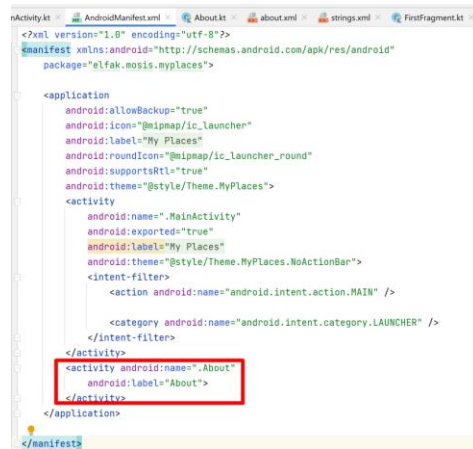 nActivity.kt × AndroidManifest.xml × About.kt × about.xml × strings.xml × FirstFragment.kt ×
<?xml version="1.0" encoding="utf-8"?>
<manifest xmlns:android="http://schemas.android.com/apk/res/android"
package="elfak.mosis.myplaces">
<application
android:allowBackup="true"
android:icon="@mipmap/ic_launcher"
android:label="My Places"
android:roundIcon="@mipmap/ic_launcher_round"
android:supportsRtl="true"
android:theme="@style/Theme.MyPlaces">
<activity
android:name=".MainActivity"
android:exported="true"
android:label="My Places"
android:theme="@style/Theme.MyPlaces.NoActionBar">
<intent-filter>
<action android:name="android.intent.action.MAIN" />
<category android:name="android.intent.category.LAUNCHER" />
</intent-filter>
</activity>
<activity android:name=".About"
android:label="About">
</activity>
</application>
</manifest>